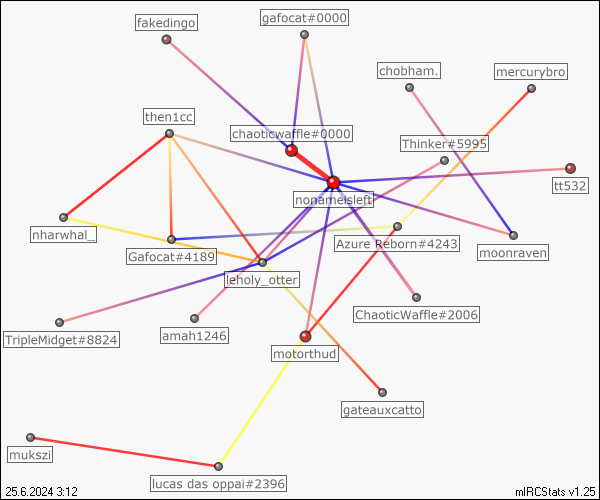 gafocat#0000
fakedingo
chobham.
mercurybro
then1cc
chaoticwaffle#0000
Thinker#5995
tt532
nonameisleft
nharwhal_
Azure Reborn#4243
moonraven
Gafocat#4189
leholy_otter
ChaoticWaffle#2006
TripleMidget#8824
amah1246
motorthud
gateauxcatto
mukszi
lucas das oppai#2396
25.6.2024 3:12
mIRCStats v1.25